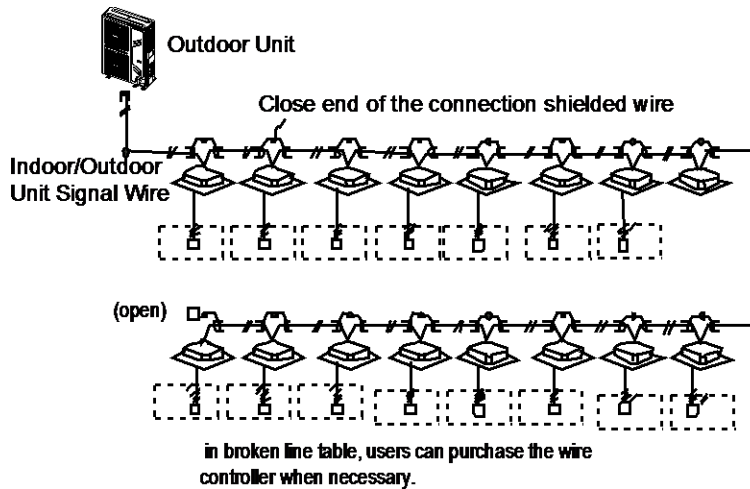 Outdoor Unit
Close end of the connection shielded wire
Indoor/Outdoor
Unit Signal Wire
(open)
in broken line table, users can purchase the wire
controller when necessary.